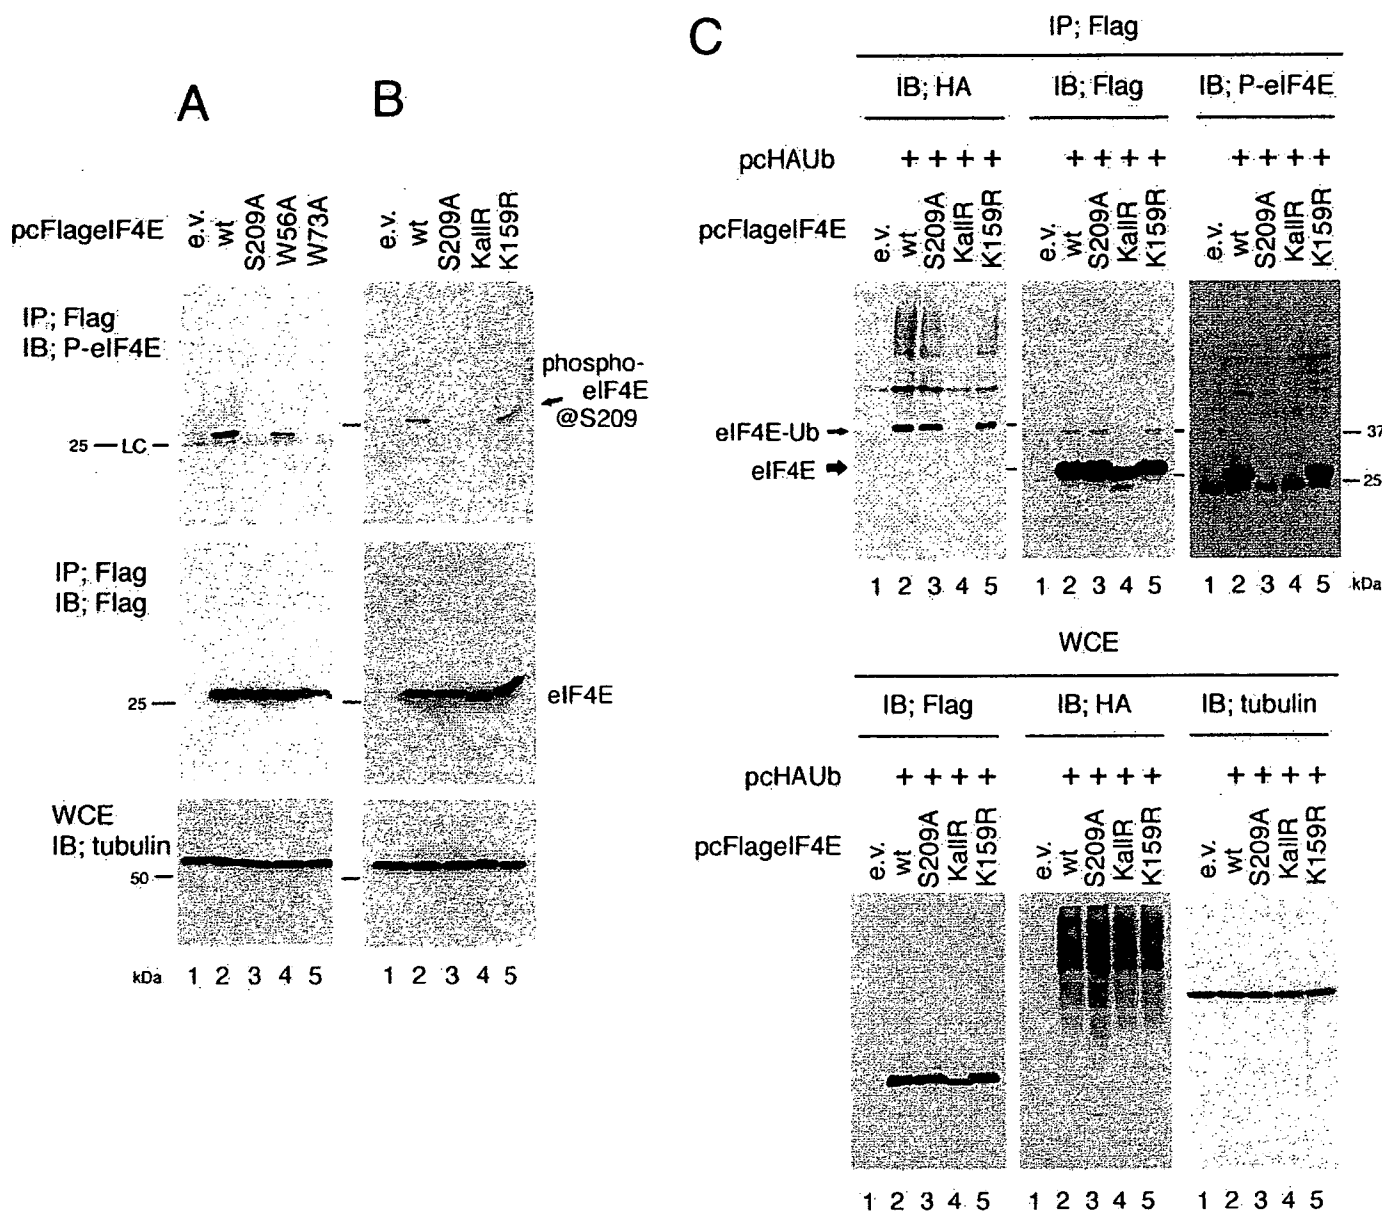 A
B
pcFlageIF4E
e.v.
wt
S209A
W56A
W73A
e.v.
wt
S209A
KallR
K159R
IP; Flag
IB; P-eIF4E
25
LC
phospho-
eIF4E
@S209
IP; Flag
IB; Flag
25
eIF4E
WCE
IB; tubulin
50
kDa 1 2 3 4 5
1 2 3 4 5
C
IP; Flag
IB; HA
IB; Flag
IB; P-eIF4E
pcHAUb
+ + + +
+ + + +
+ + + +
pcFlageIF4E
e.v.
wt
S209A
KallR
K159R
e.v.
wt
S209A
KallR
K159R
e.v.
wt
S209A
KallR
K159R
eIF4E-Ub
eIF4E
37
25
1 2 3 4 5
1 2 3 4 5
1 2 3 4 5
kDa
WCE
IB; Flag
IB; HA
IB; tubulin
pcHAUb
+ + + +
+ + + +
+ + + +
pcFlageIF4E
e.v.
wt
S209A
KallR
K159R
e.v.
wt
S209A
KallR
K159R
e.v.
wt
S209A
KallR
K159R
1 2 3 4 5
1 2 3 4 5
1 2 3 4 5